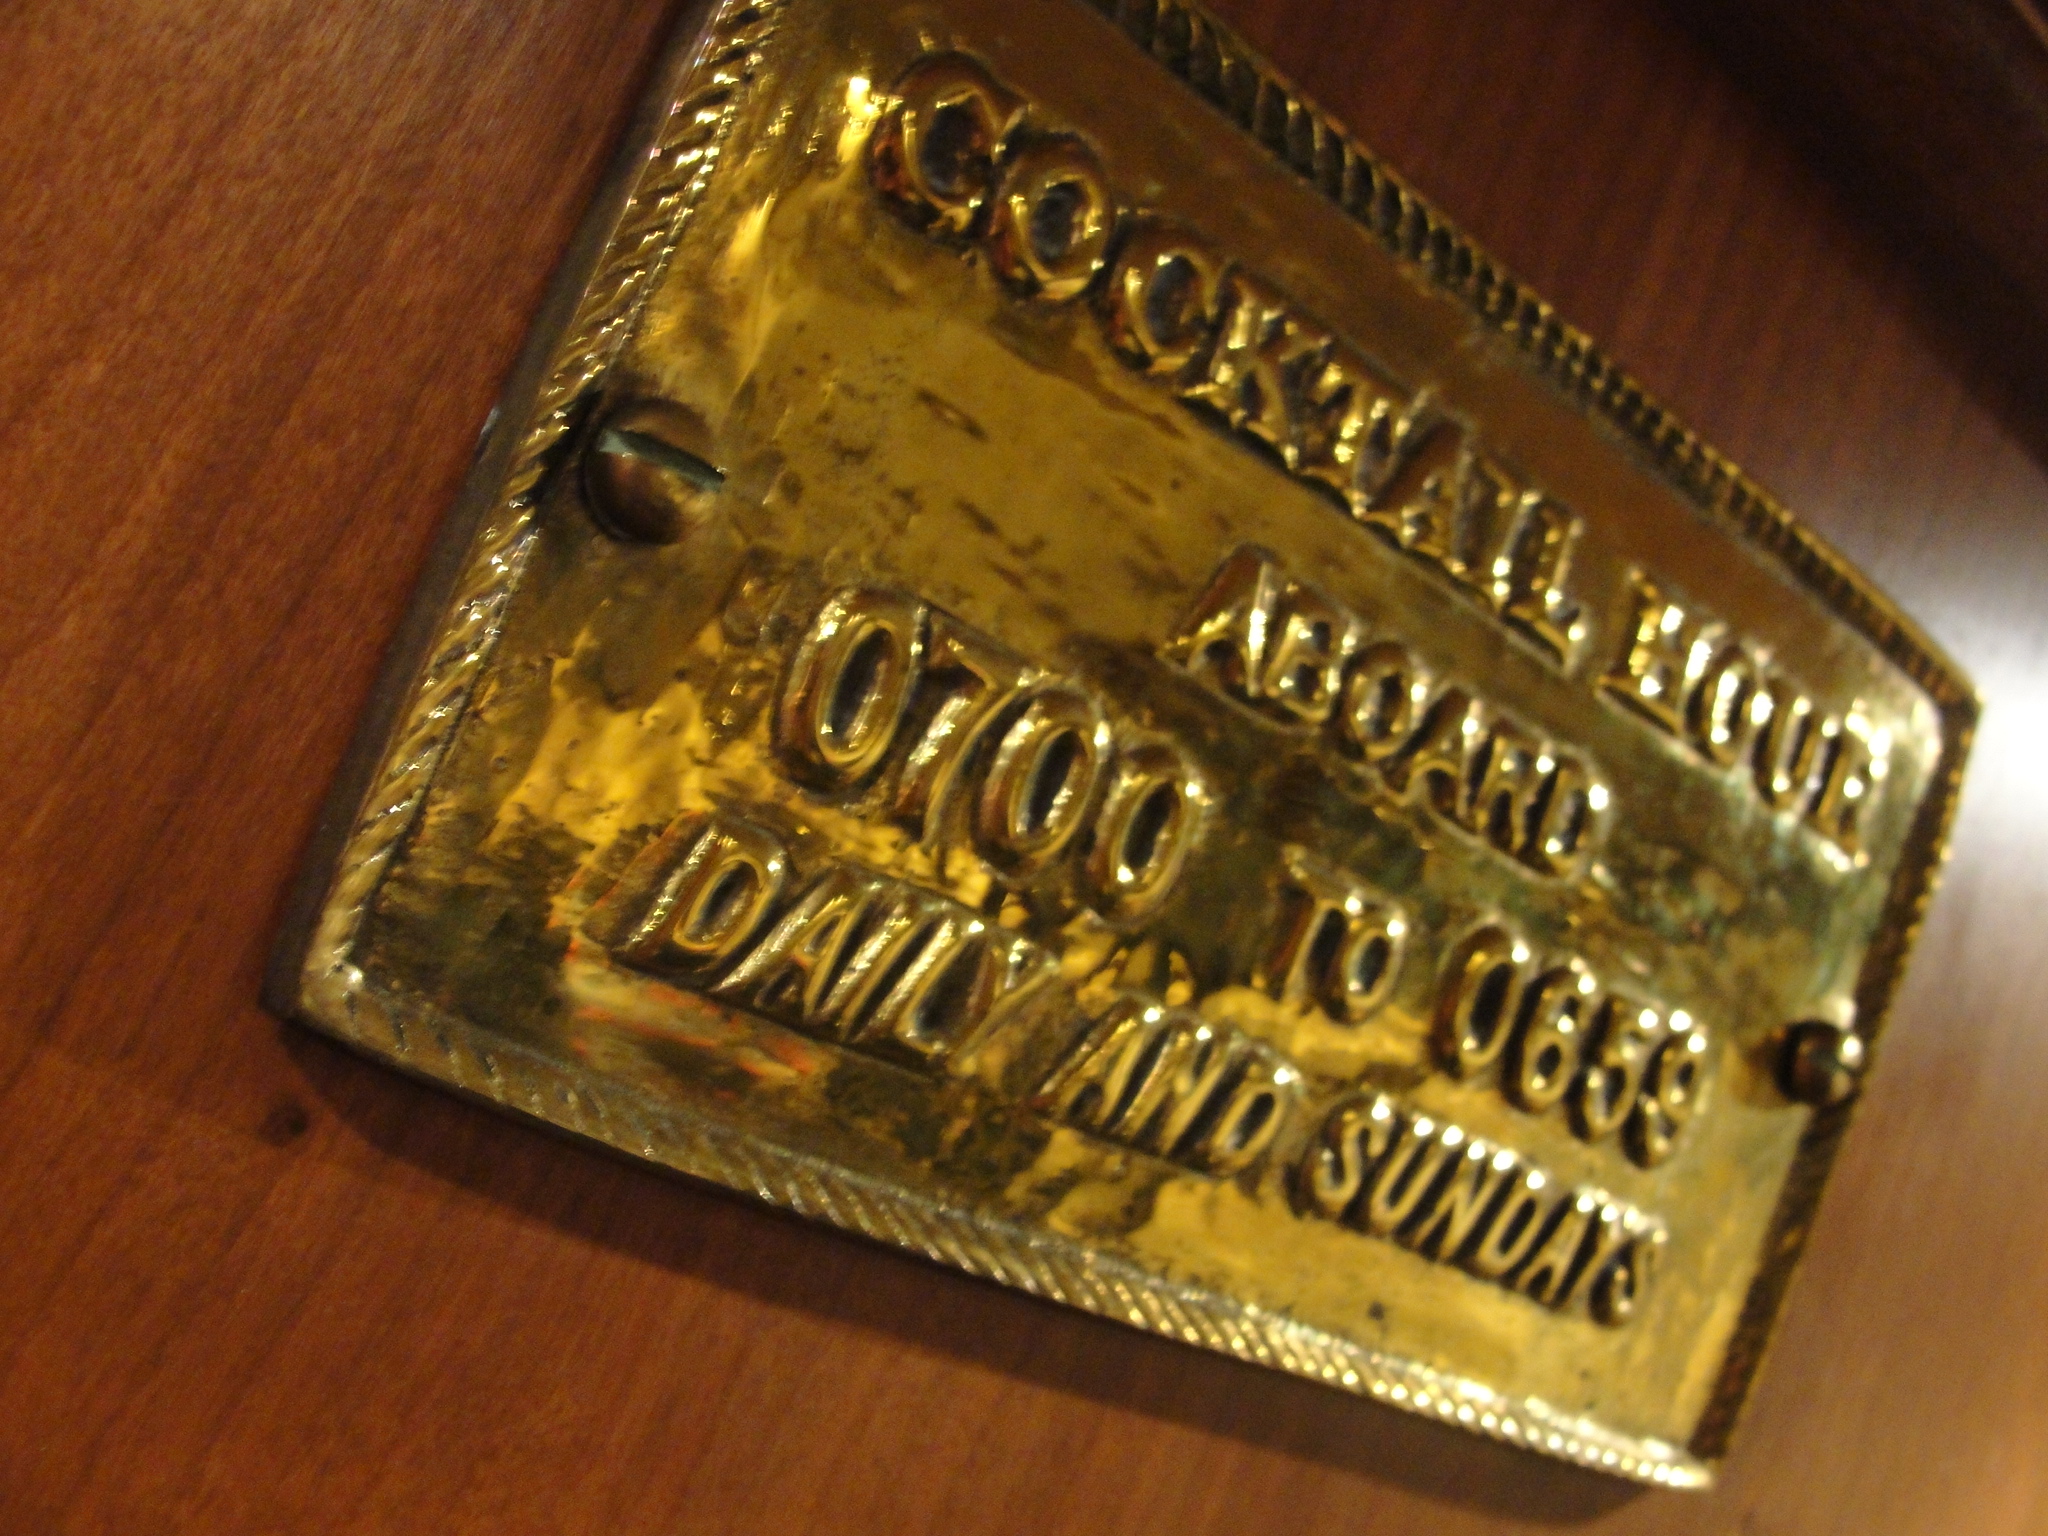 COCKTAIL HOUR
ABOARD
0700 TO 0659
DAILY AND SUNDAYS